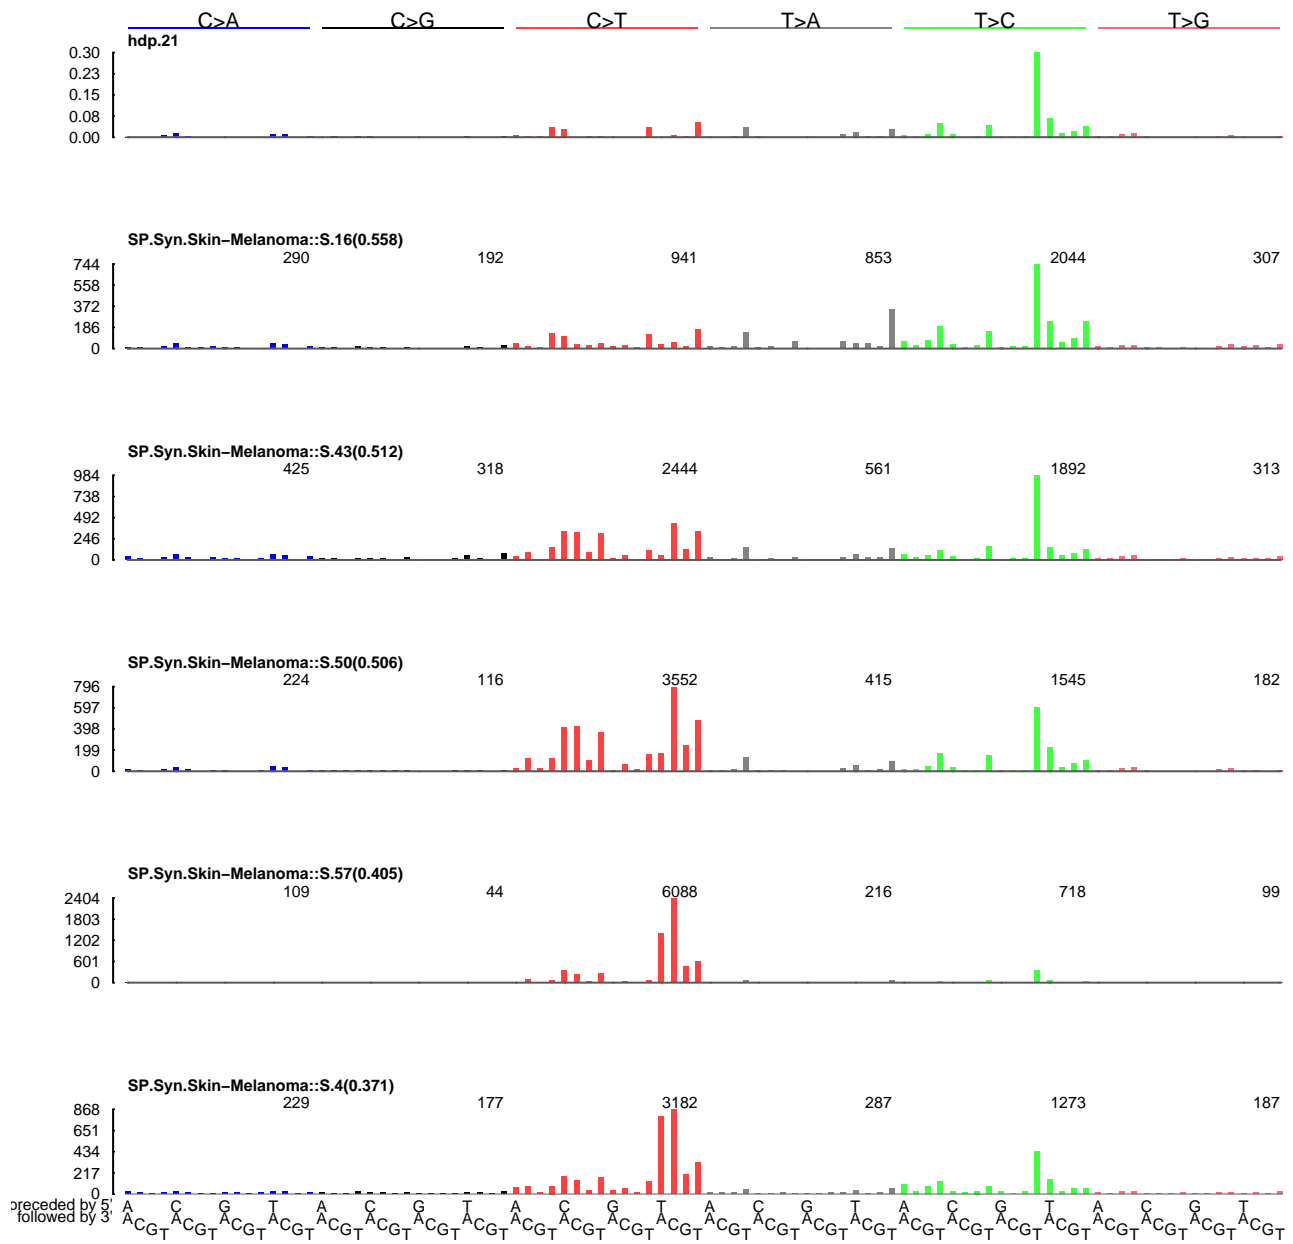 C>A C>G C>T T>A T>C T>G
hdp.21
0.30
0.23
0.15
0.08
0.00
SP.Syn.Skin−Melanoma::S.16(0.558)
290 192 941 853 2044 307
744
558
372
186
0
SP.Syn.Skin−Melanoma::S.43(0.512)
425 318 2444 561 1892 313
984
738
492
246
0
SP.Syn.Skin−Melanoma::S.50(0.506)
224 116 3552 415 1545 182
796
597
398
199
0
SP.Syn.Skin−Melanoma::S.57(0.405)
109 44 6088 216 718 99
2404
1803
1202
601
0
SP.Syn.Skin−Melanoma::S.4(0.371)
229 177 3182 287 1273 187
868
651
434
217
0
preceded by 5' A C G T A C G T A C G T A C G T A C G T A C G T
followed by 3' A C G T A C G T A C G T A C G T A C G T A C G T A C G T A C G T A C G T A C G T A C G T A C G T A C G T A C G T A C G T A C G T A C G T A C G T A C G T A C G T A C G T A C G T A C G T A C G T